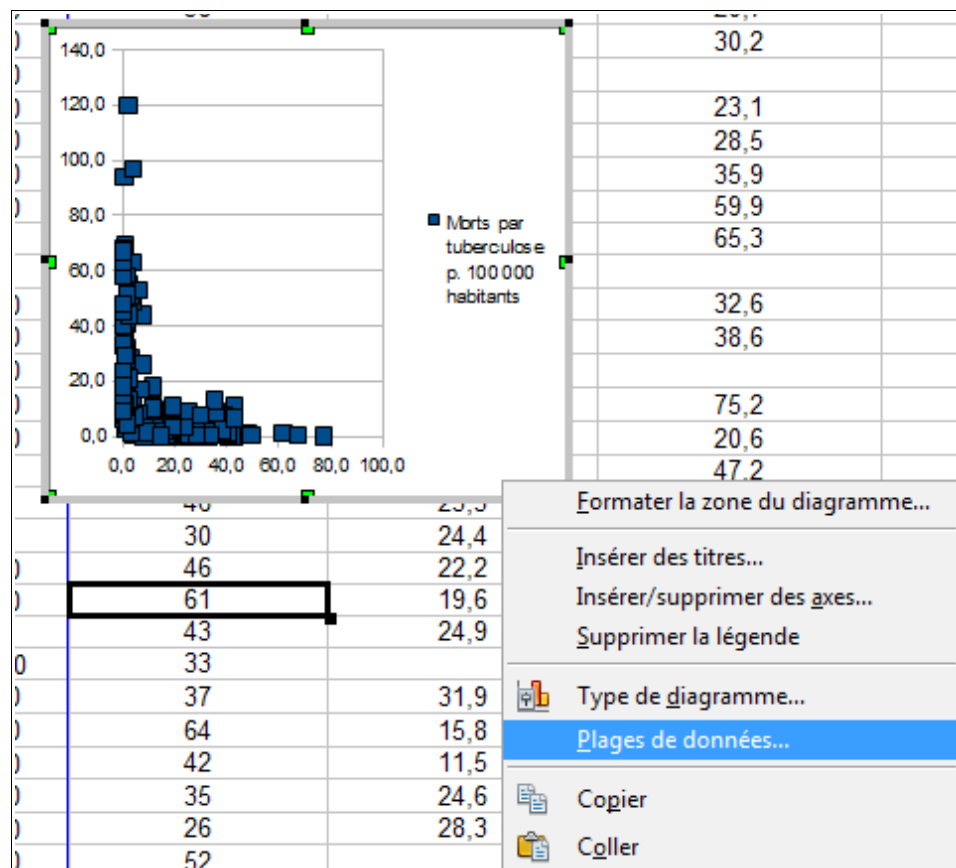 140,0
30,2
120,0
23,1
28,5
100,0
35,9
80,0
59,9
Morts par
65,3
tuberculose
60,0
p. 100 000
habitants
32,6
40,0
38,6
20,0
75,2
0,0
20,6
0,0 20,0 40,0 60,0 80,0 100,0
47,2
Formater la zone du diagramme...
30 24,4
Insérer des titres...
46 22,2
61 19,6
Insérer/supprimer des axes...
43 24,9
Supprimer la légende
0 33
37 31,9
Type de diagramme...
64 15,8
Plages de données...
42 11,5
35 24,6
Copier
26 28,3
Coller
52